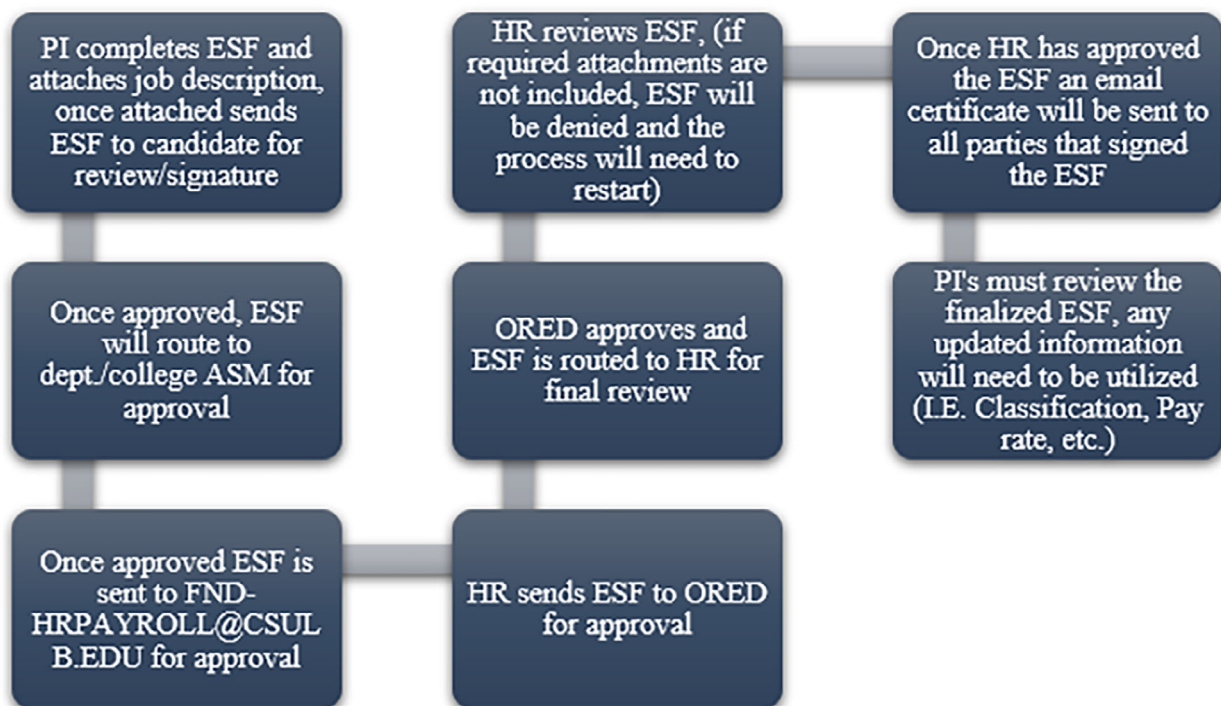 PI completes ESF and
attaches job description,
once attached sends
ESF to candidate for
review/signature
Once approved, ESF
will route to
dept./college ASM for
approval
Once approved ESF is
sent to FND-
HRPAYROLL@CSUL
B.EDU for approval
HR sends ESF to ORED
for approval
ORED approves and
ESF is routed to HR for
final review
HR reviews ESF, (if
required attachments are
not included, ESF will
be denied and the
process will need to
restart)
Once HR has approved
the ESF an email
certificate will be sent to
all parties that signed
the ESF
PI's must review the
finalized ESF, any
updated information
will need to be utilized
(I.E. Classification, Pay
rate, etc.)